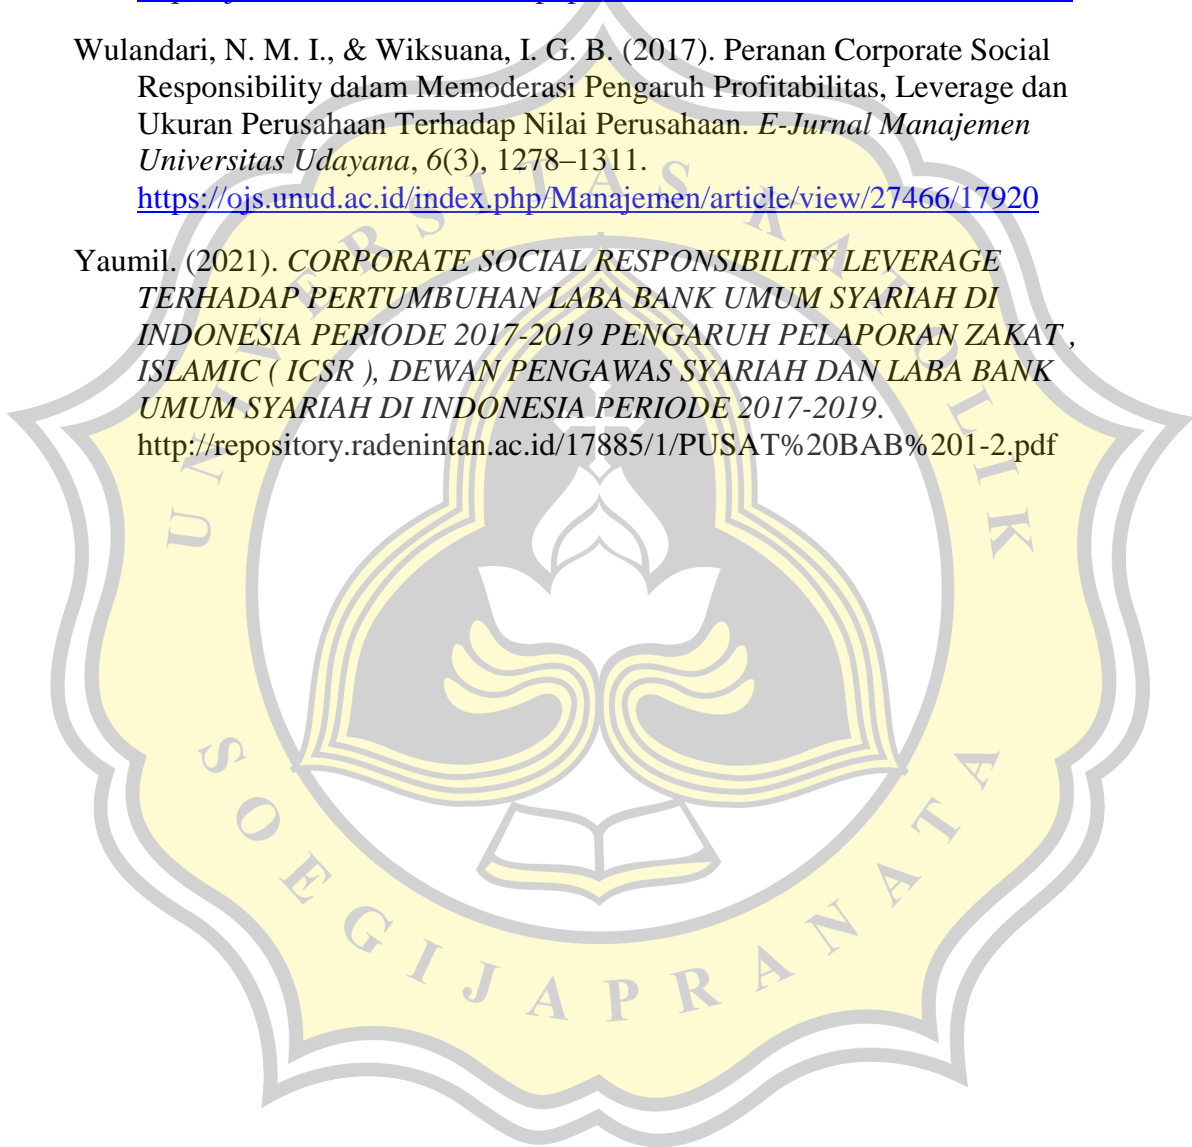 Wulandari, N. M. I., & Wiksuana, I. G. B. (2017). Peranan Corporate Social
Responsibility dalam Memoderasi Pengaruh Profitabilitas, Leverage dan
Ukuran Perusahaan Terhadap Nilai Perusahaan. E-Jurnal Manajemen
Universitas Udayana, 6(3), 1278–1311.
https://ojs.unud.ac.id/index.php/Manajemen/article/view/27466/17920
Yaumil. (2021). CORPORATE SOCIAL RESPONSIBILITY LEVERAGE
TERHADAP PERTUMBUHAN LABA BANK UMUM SYARIAH DI
INDONESIA PERIODE 2017-2019 PENGARUH PELAPORAN ZAKAT ,
ISLAMIC ( ICSR ), DEWAN PENGAWAS SYARIAH DAN LABA BANK
UMUM SYARIAH DI INDONESIA PERIODE 2017-2019.
http://repository.radenintan.ac.id/17885/1/PUSAT%20BAB%201-2.pdf
UNIVERSITAS KATOLIK
SOEGIJAPRANATA